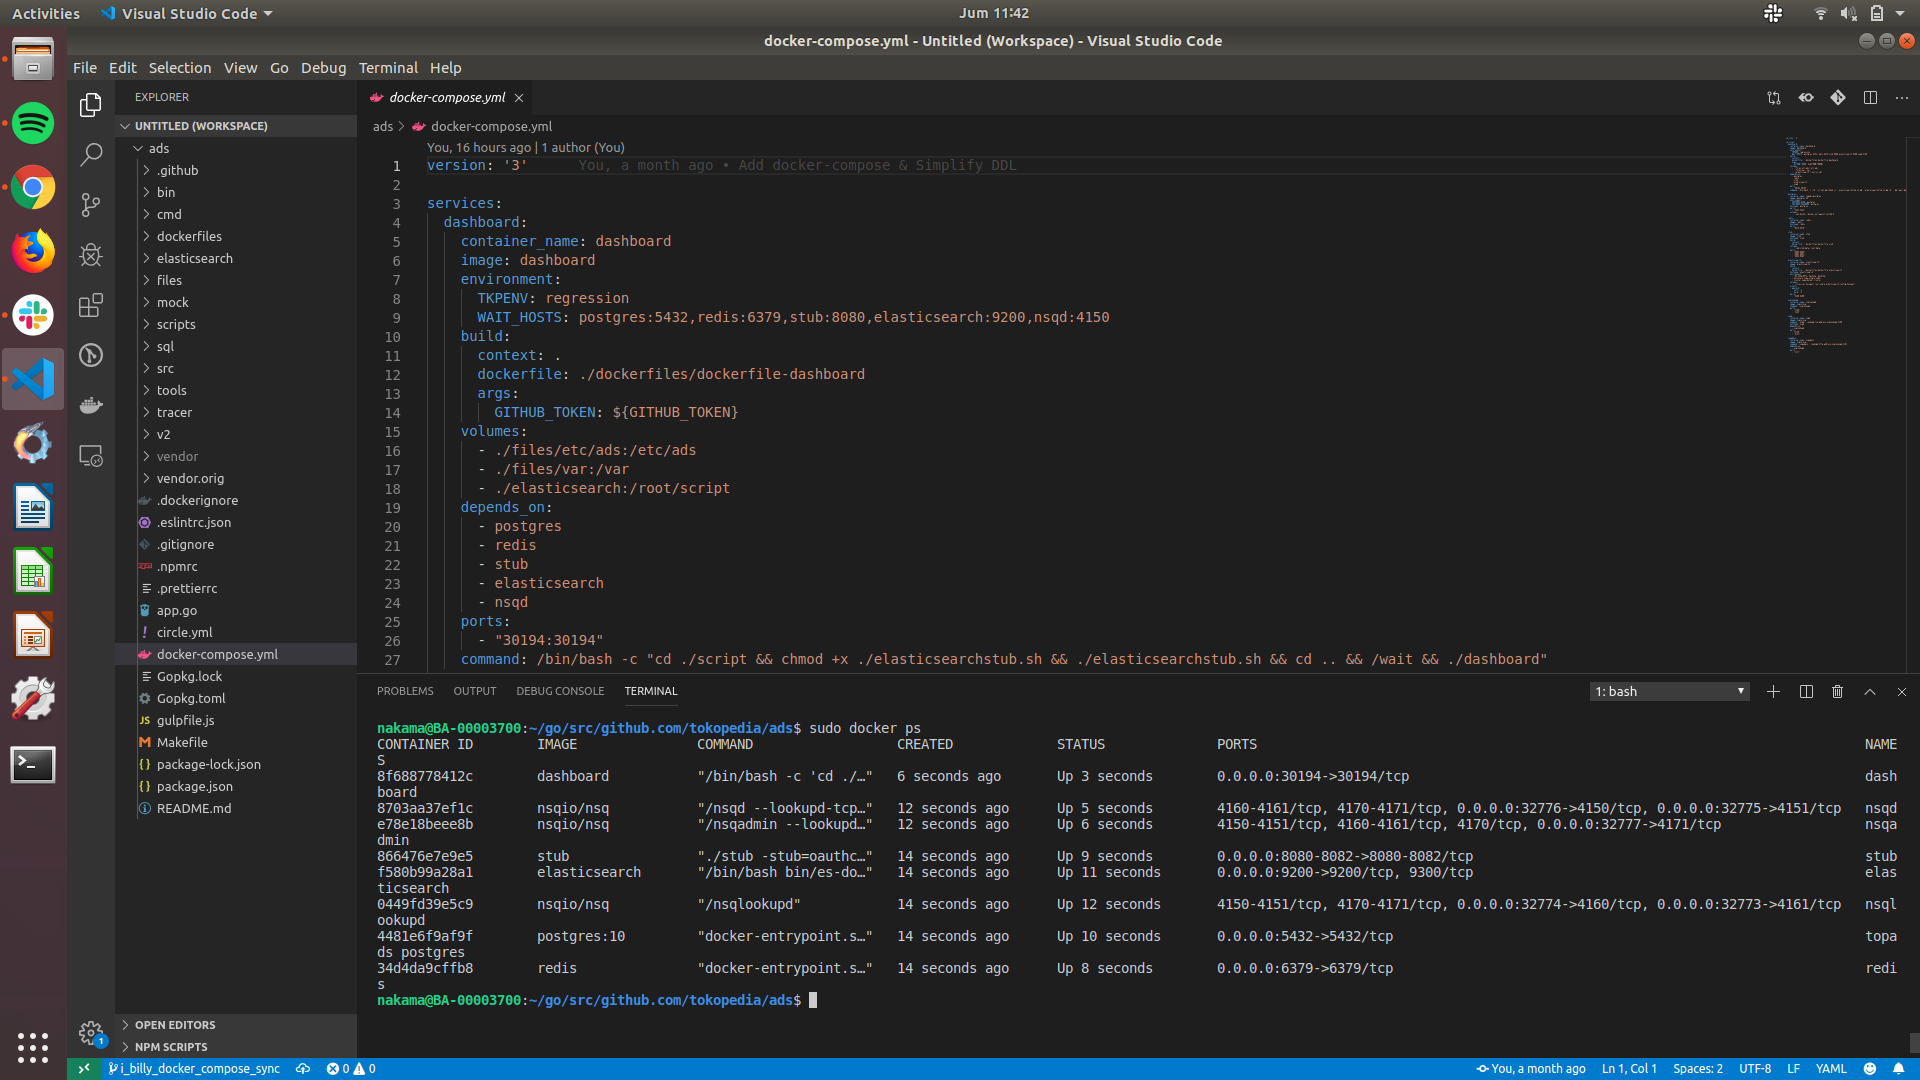 Activities
Visual Studio Code
Jum 11:42
docker-compose.yml - Untitled (Workspace) - Visual Studio Code
File Edit Selection View Go Debug Terminal Help
EXPLORER
UNTITLED (WORKSPACE)
ads
.github
bin
cmd
dockerfiles
elasticsearch
files
mock
scripts
sql
src
tools
tracer
v2
vendor
vendor.orig
.dockerignore
.eslintrc.json
.gitignore
.npmrc
.prettierrc
app.go
circle.yml
docker-compose.yml
Gopkg.lock
Gopkg.toml
gulpfile.js
Makefile
package-lock.json
package.json
README.md
OPEN EDITORS
NPM SCRIPTS
docker-compose.yml
ads > docker-compose.yml
You, 16 hours ago | 1 author (You)
1 version: '3' You, a month ago • Add docker-compose & Simplify DDL
2
3 services:
4 dashboard:
5 container_name: dashboard
6 image: dashboard
7 environment:
8 TKPENV: regression
9 WAIT_HOSTS: postgres:5432,redis:6379,stub:8080,elasticsearch:9200,nsqd:4150
10 build:
11 context: .
12 dockerfile: ./dockerfiles/dockerfile-dashboard
13 args:
14 GITHUB_TOKEN: ${GITHUB_TOKEN}
15 volumes:
16 - ./files/etc/ads:/etc/ads
17 - ./files/var:/var
18 - ./elasticsearch:/root/script
19 depends_on:
20 - postgres
21 - redis
22 - stub
23 - elasticsearch
24 - nsqd
25 ports:
26 - "30194:30194"
27 command: /bin/bash -c "cd ./script && chmod +x ./elasticsearchstub.sh && ./elasticsearchstub.sh && cd .. && /wait && ./dashboard"
PROBLEMS OUTPUT DEBUG CONSOLE TERMINAL
1: bash
nakama@BA-00003700:~/go/src/github.com/tokopedia/ads$ sudo docker ps
CONTAINER ID IMAGE COMMAND CREATED STATUS PORTS NAME
S
8f688778412c dashboard "/bin/bash -c 'cd ./…" 6 seconds ago Up 3 seconds 0.0.0.0:30194->30194/tcp dash
board
8703aa37ef1c nsqio/nsq "/nsqd --lookupd-tcp…" 12 seconds ago Up 5 seconds 4160-4161/tcp, 4170-4171/tcp, 0.0.0.0:32776->4150/tcp, 0.0.0.0:32775->4151/tcp nsqd
e78e18beee8b nsqio/nsq "/nsqadmin --lookupd…" 12 seconds ago Up 6 seconds 4150-4151/tcp, 4160-4161/tcp, 4170/tcp, 0.0.0.0:32777->4171/tcp nsqa
dmin
866476e7e9e5 stub "./stub -stub=oauthc…" 14 seconds ago Up 9 seconds 0.0.0.0:8080-8082->8080-8082/tcp stub
f580b99a28a1 elasticsearch "/bin/bash bin/es-do…" 14 seconds ago Up 11 seconds 0.0.0.0:9200->9200/tcp, 9300/tcp elas
ticsearch
0449fd39e5c9 nsqio/nsq "/nsqlookupd" 14 seconds ago Up 12 seconds 4150-4151/tcp, 4170-4171/tcp, 0.0.0.0:32774->4160/tcp, 0.0.0.0:32773->4161/tcp nsql
ookupd
4481e6f9af9f postgres:10 "docker-entrypoint.s…" 14 seconds ago Up 10 seconds 0.0.0.0:5432->5432/tcp topa
ds postgres
34d4da9cffb8 redis "docker-entrypoint.s…" 14 seconds ago Up 8 seconds 0.0.0.0:6379->6379/tcp redi
s
nakama@BA-00003700:~/go/src/github.com/tokopedia/ads$
1
i_billy_docker_compose_sync
0 0
You, a month ago Ln 1, Col 1 Spaces: 2 UTF-8 LF YAML